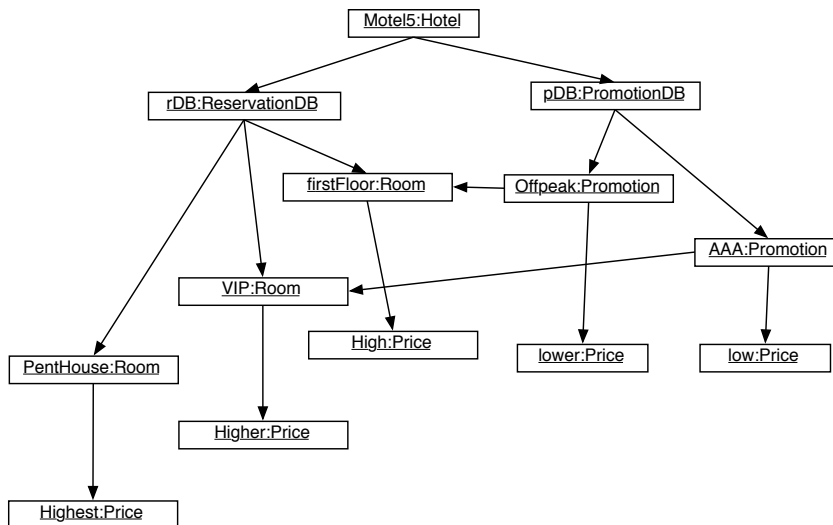 Motel5:Hotel
rDB:ReservationDB
pDB:PromotionDB
firstFloor:Room
Offpeak:Promotion
AAA:Promotion
VIP:Room
High:Price
lower:Price
low:Price
PentHouse:Room
Higher:Price
Highest:Price